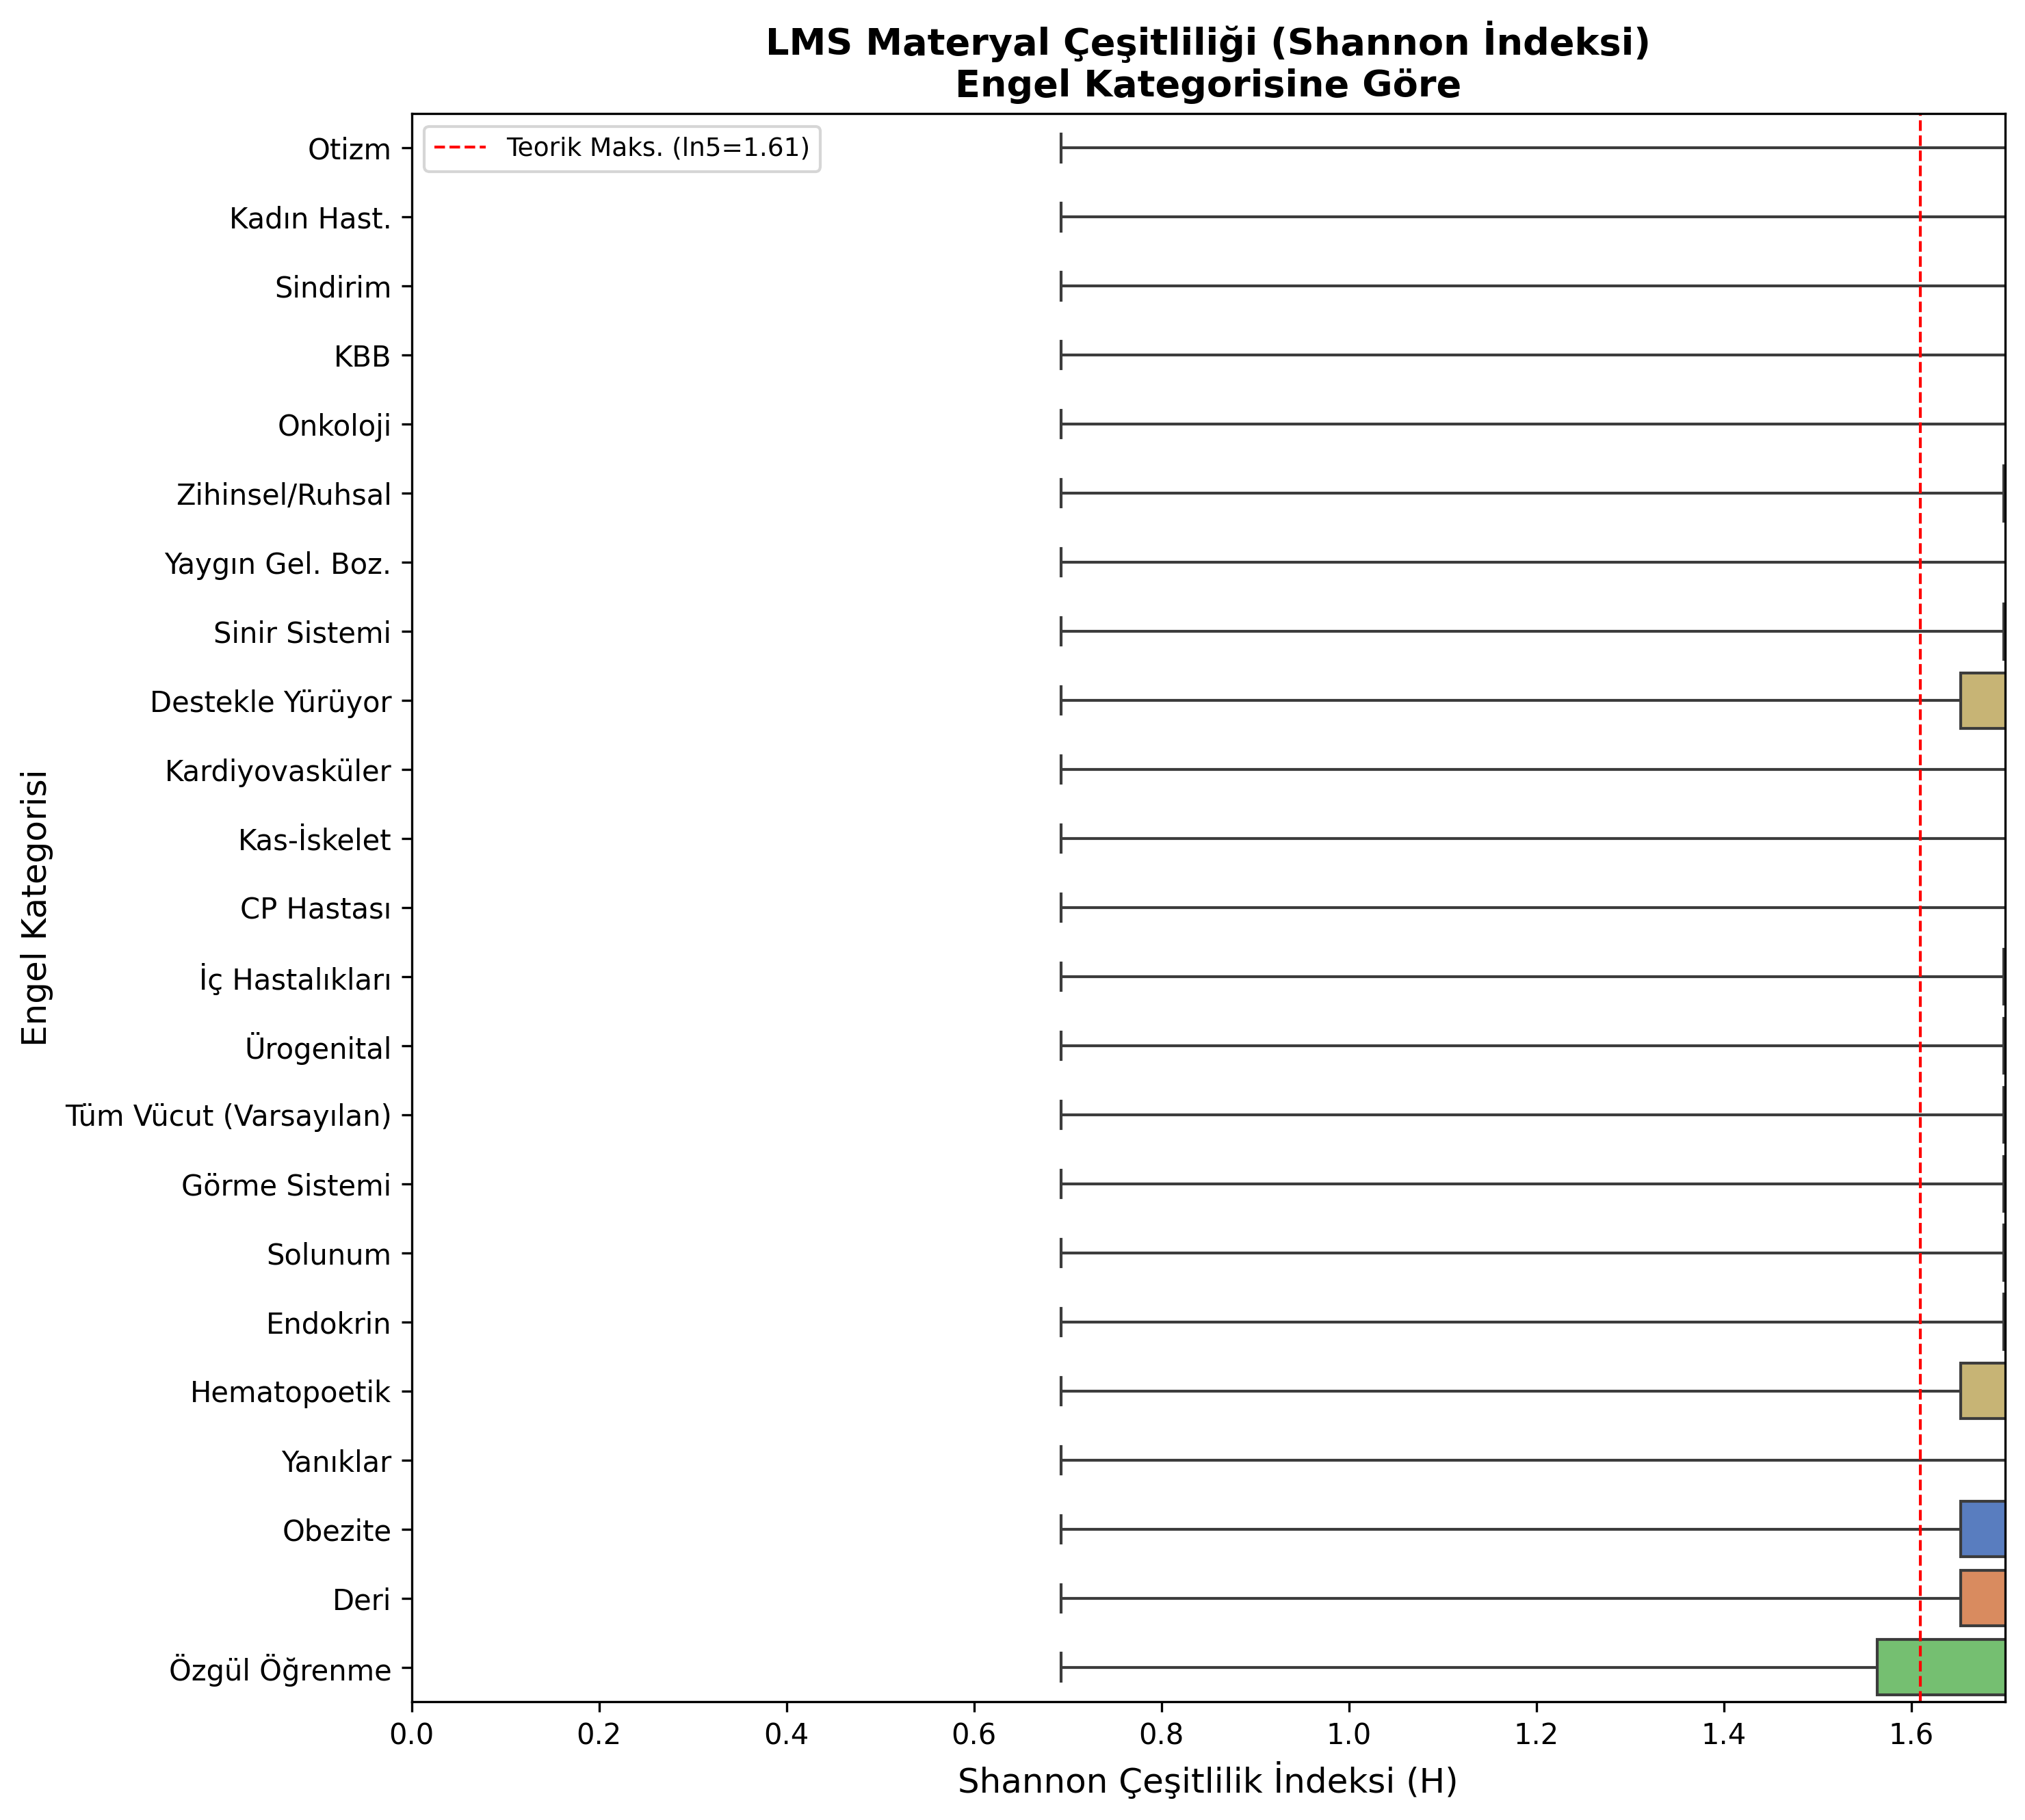 LMS Materyal Çeşitliliği (Shannon İndeksi)
Engel Kategorisine Göre
Teorik Maks. (ln5=1.61)
Engel Kategorisi
Otizm
Kadın Hast.
Sindirim
KBB
Onkoloji
Zihinsel/Ruhsal
Yaygın Gel. Boz.
Sinir Sistemi
Destekle Yürüyor
Kardiyovasküler
Kas-İskelet
CP Hastası
İç Hastalıkları
Ürogenital
Tüm Vücut (Varsayılan)
Görme Sistemi
Solunum
Endokrin
Hematopoetik
Yanıklar
Obezite
Deri
Özgül Öğrenme
0.0 0.2 0.4 0.6 0.8 1.0 1.2 1.4 1.6
Shannon Çeşitlilik İndeksi (H)